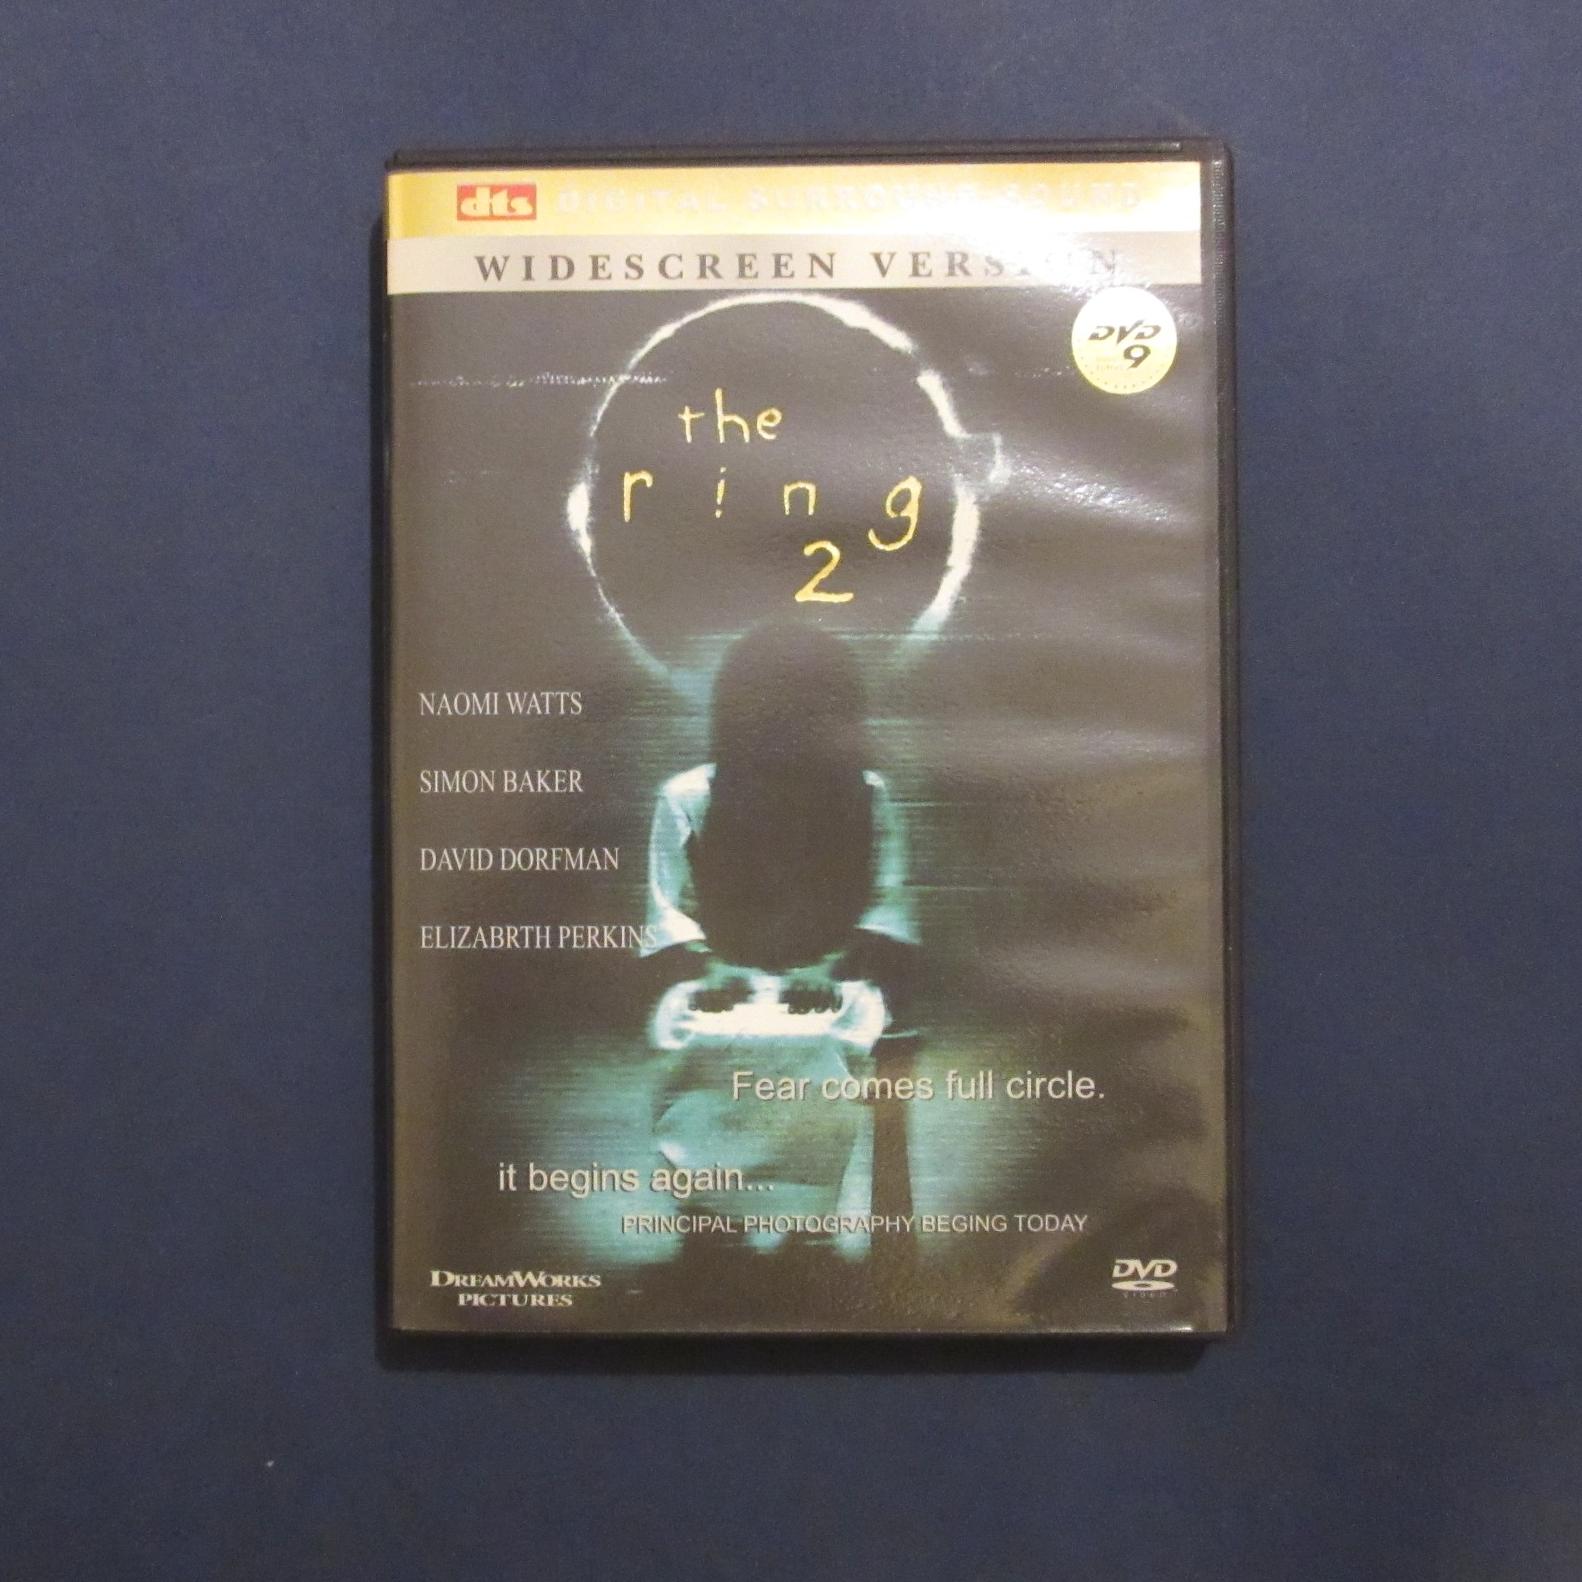 dts DIGITAL SURROUND SOUND
WIDESCREEN VERSION
DVD
9
the
ring
2
NAOMI WATTS
SIMON BAKER
DAVID DORFMAN
ELIZABRTH PERKINS
Fear comes full circle.
it begins again...
PRINCIPAL PHOTOGRAPHY BEGING TODAY
DREAMWORKS
PICTURES
DVD
VIDEO